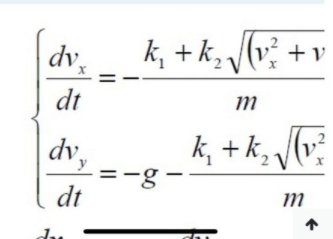 dv_x/dt = -(k_1 + k_2 √(v_x^2 + v
m
dv_y/dt = -g - (k_1 + k_2 √(v_x^2
m